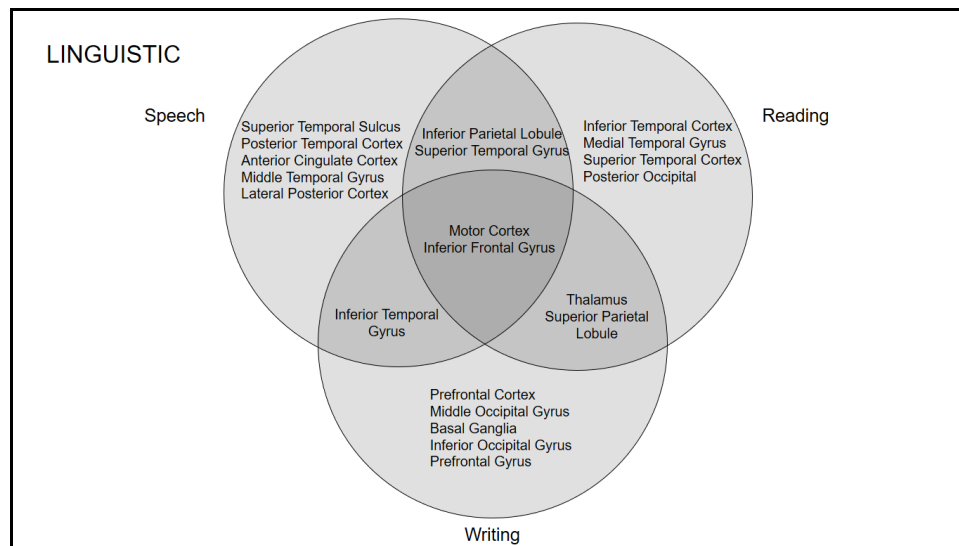 LINGUISTIC
Speech
Reading
Superior Temporal Sulcus
Posterior Temporal Cortex
Anterior Cingulate Cortex
Middle Temporal Gyrus
Lateral Posterior Cortex
Inferior Parietal Lobule
Superior Temporal Gyrus
Inferior Temporal Cortex
Medial Temporal Gyrus
Superior Temporal Cortex
Posterior Occipital
Motor Cortex
Inferior Frontal Gyrus
Inferior Temporal
Gyrus
Thalamus
Superior Parietal
Lobule
Prefrontal Cortex
Middle Occipital Gyrus
Basal Ganglia
Inferior Occipital Gyrus
Prefrontal Gyrus
Writing